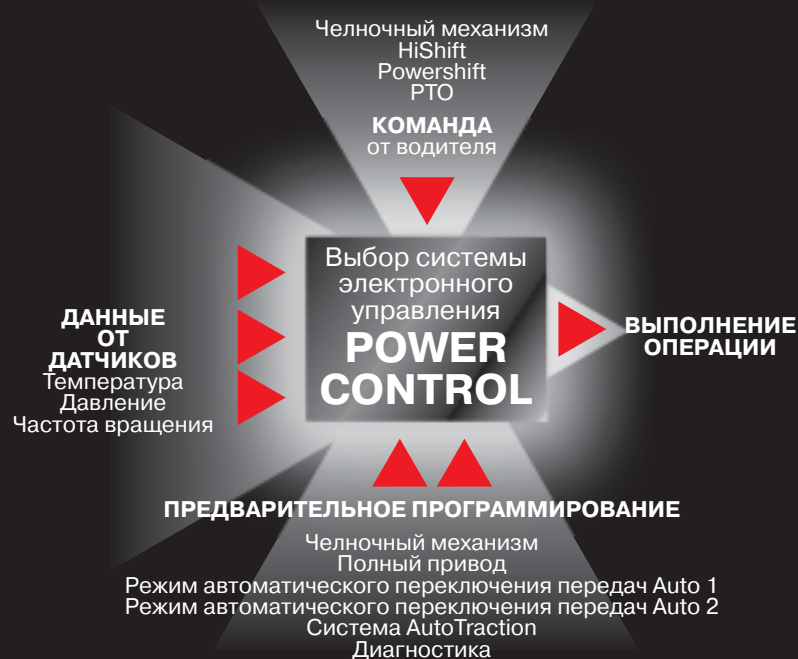 Челночный механизм
HiShift
Powershift
PTO
КОМАНДА
от водителя
Выбор системы
электронного
управления
POWER
CONTROL
ДАННЫЕ
ОТ
ДАТЧИКОВ
Температура
Давление
Частота вращения
ВЫПОЛНЕНИЕ
ОПЕРАЦИИ
ПРЕДВАРИТЕЛЬНОЕ ПРОГРАММИРОВАНИЕ
Челночный механизм
Полный привод
Режим автоматического переключения передач Auto 1
Режим автоматического переключения передач Auto 2
Система AutoTraction
Диагностика